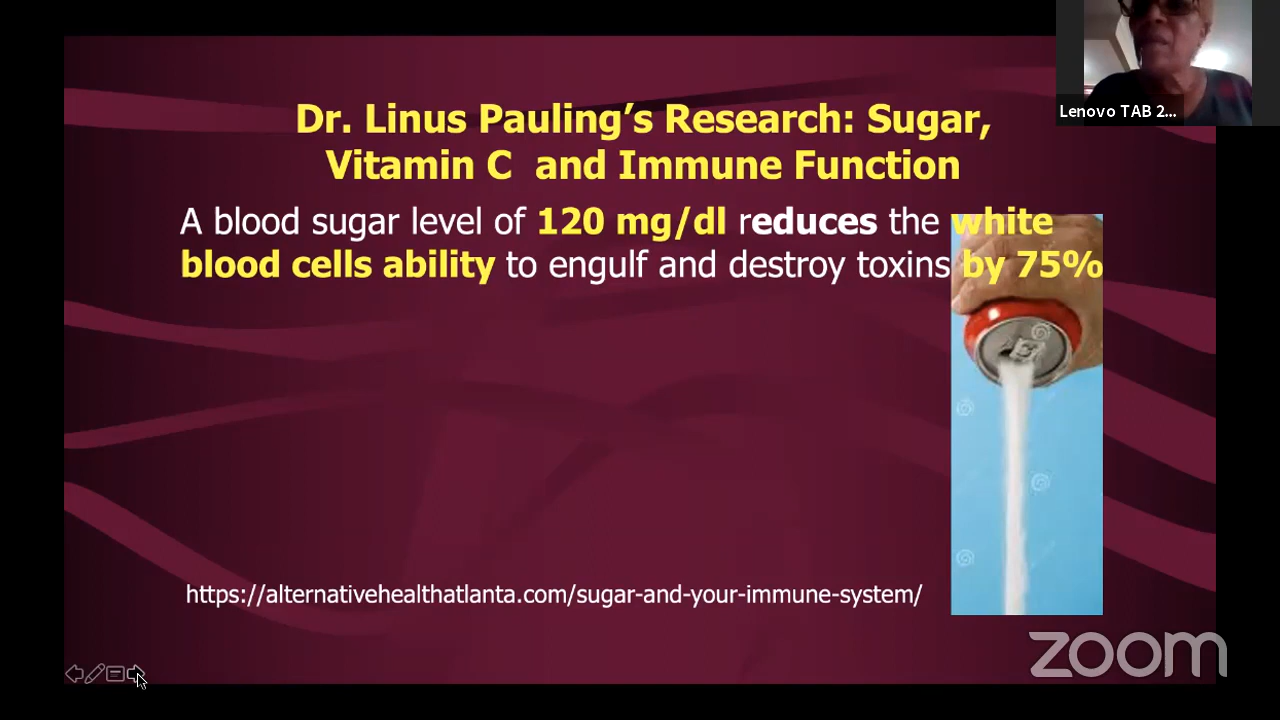 Lenovo TAB 2...
Dr. Linus Pauling's Research: Sugar,
Vitamin C and Immune Function
A blood sugar level of 120 mg/dl reduces the white
blood cells ability to engulf and destroy toxins by 75%
https://alternativehealthatlanta.com/sugar-and-your-immune-system/
zoom